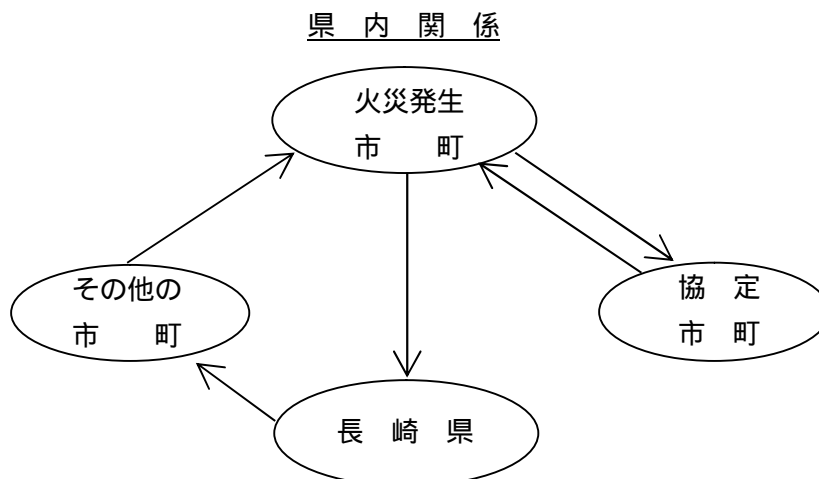 県　内　関　係
火災発生
市　　町
その他の
市　　町
協　定
市　町
長　崎　県